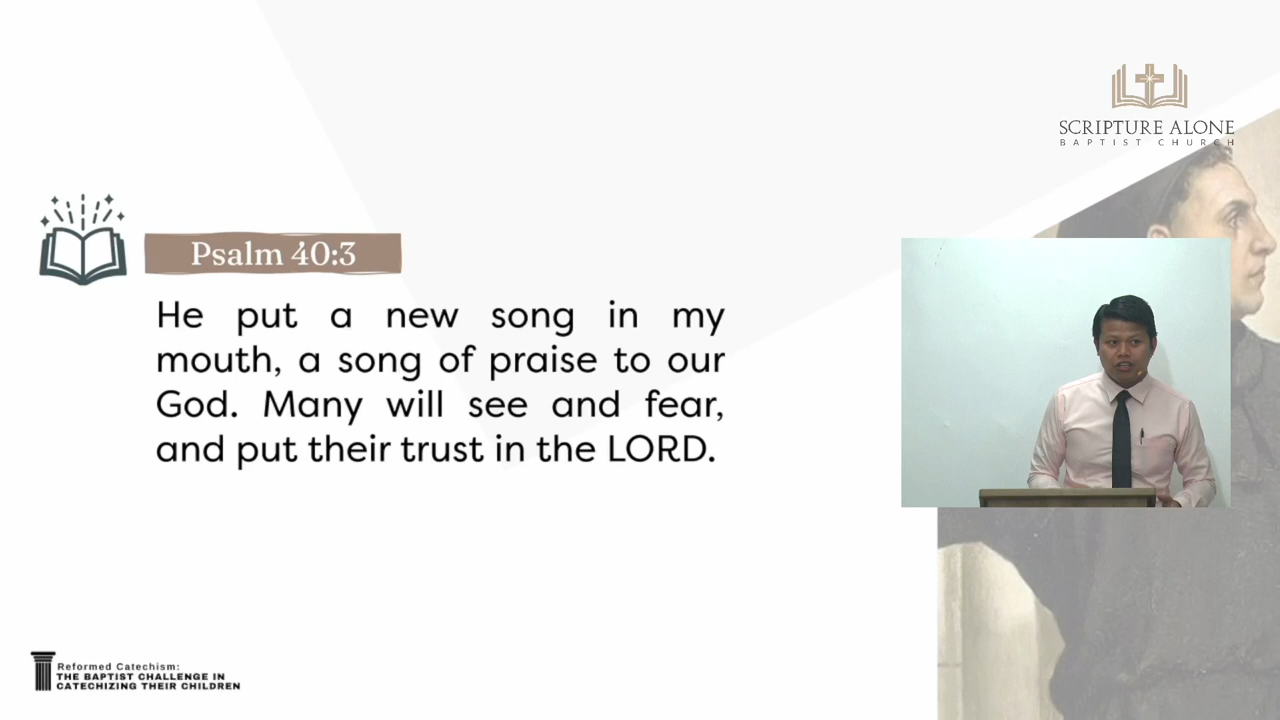 SCRIPTURE ALONE
BAPTIST CHURCH
Psalm 40:3
He put a new song in my
mouth, a song of praise to our
God. Many will see and fear,
and put their trust in the LORD.
Reformed Catechism:
THE BAPTIST CHALLENGE IN
CATECHIZING THEIR CHILDREN